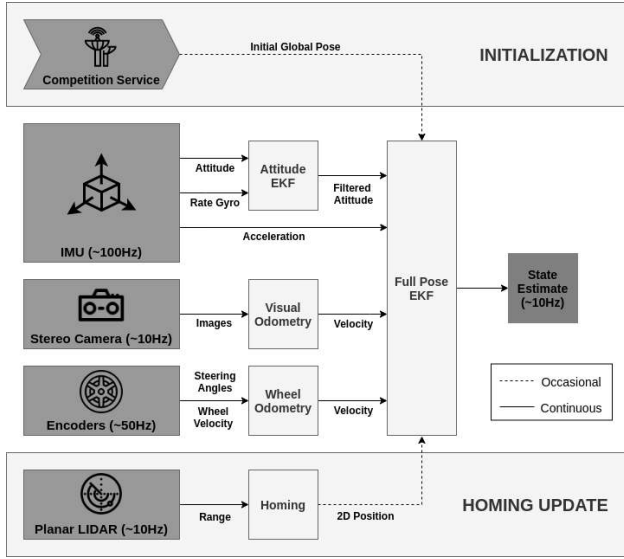 Competition Service
Initial Global Pose
INITIALIZATION
IMU (~100Hz)
Attitude
Rate Gyro
Acceleration
Attitude
EKF
Filtered
Atitude
Full Pose
EKF
State
Estimate
(~10Hz)
Stereo Camera (~10Hz)
Images
Visual
Odometry
Velocity
Encoders (~50Hz)
Steering
Angles
Wheel
Velocity
Wheel
Odometry
Velocity
Occasional
Continuous
Planar LIDAR (~10Hz)
Range
Homing
2D Position
HOMING UPDATE